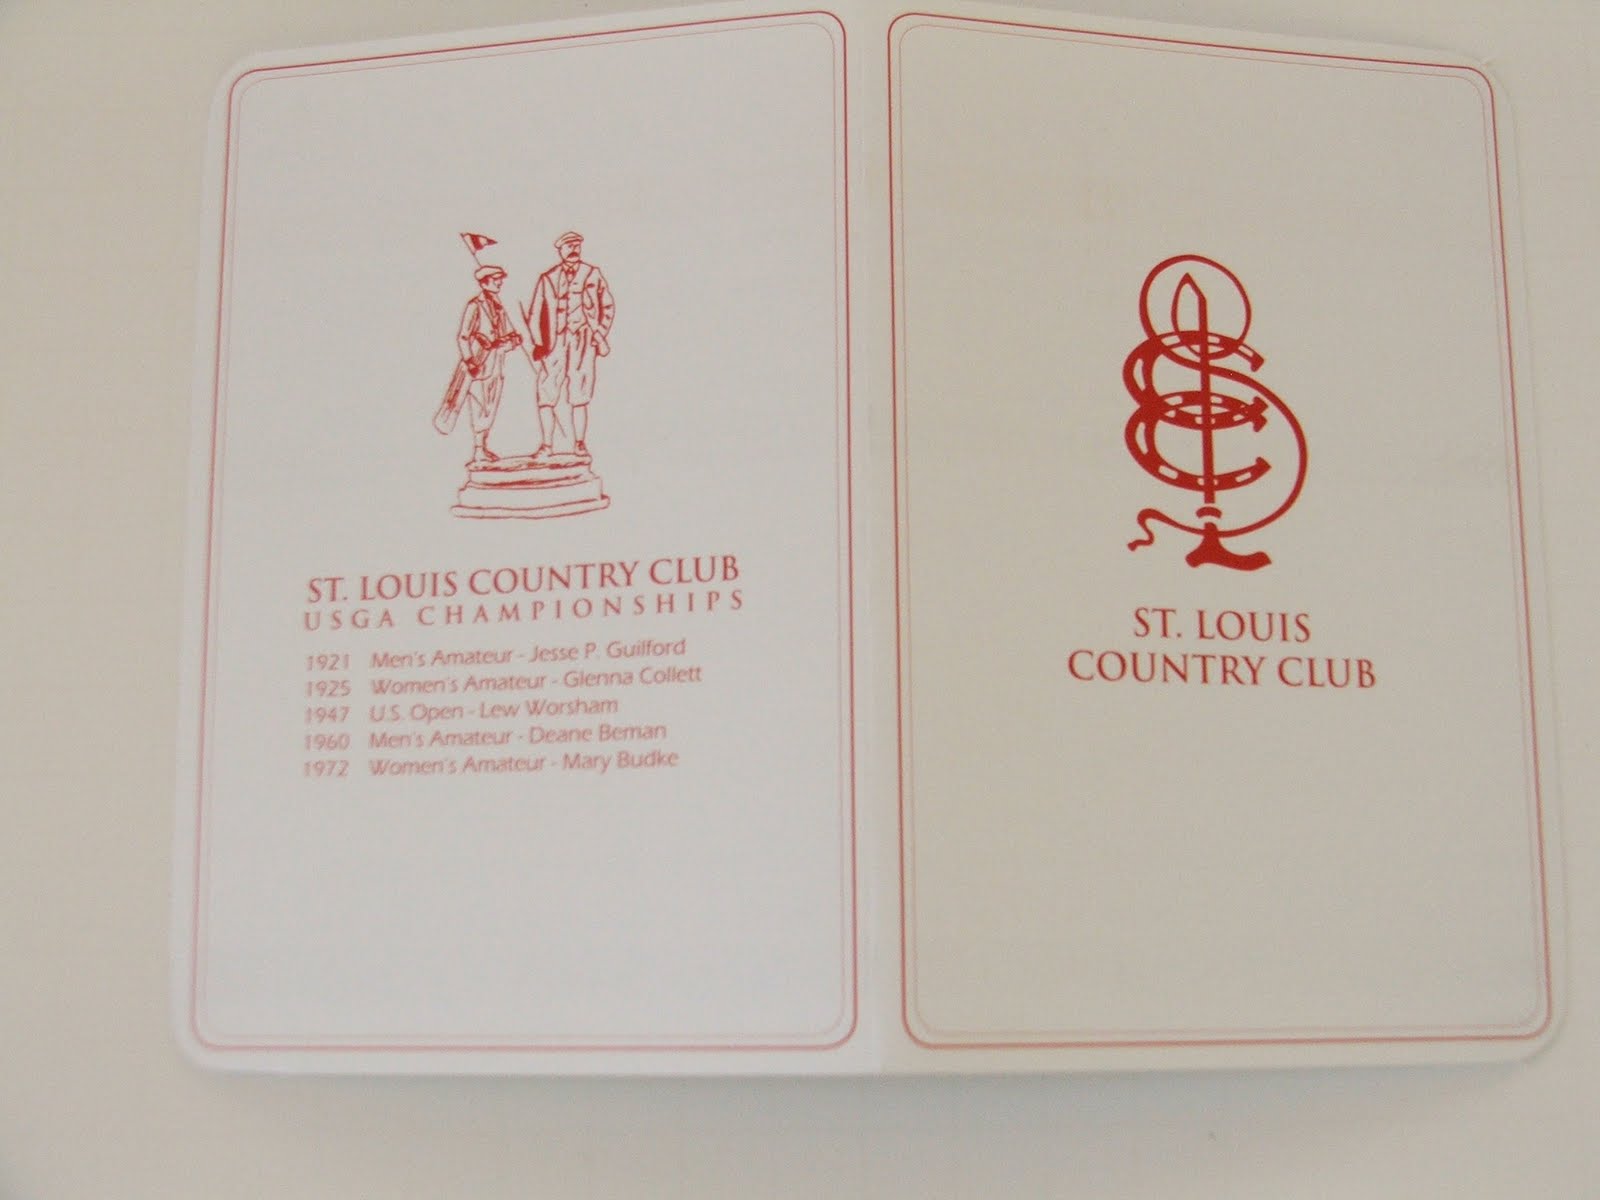 ST. LOUIS COUNTRY CLUB
USGA CHAMPIONSHIPS
1921 Men's Amateur - Jesse P. Guilford
1925 Women's Amateur - Glenna Collett
1947 U.S. Open - Lew Worsham
1960 Men's Amateur - Deane Beman
1972 Women's Amateur - Mary Budke
ST. LOUIS
COUNTRY CLUB